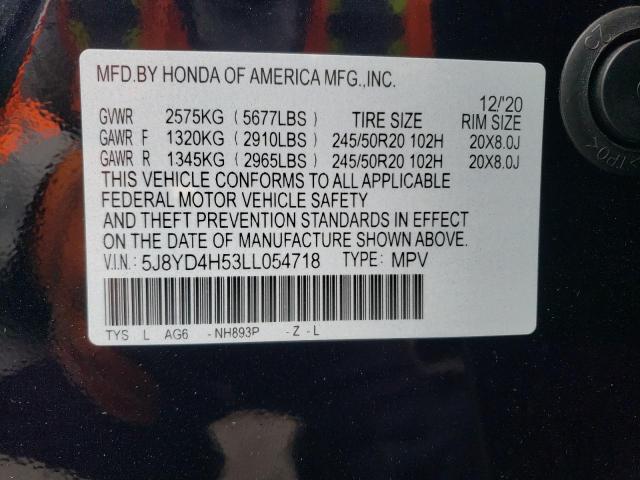 MFD.BY HONDA OF AMERICA MFG.,INC.
12/'20
GVWR 2575KG (5677LBS) TIRE SIZE RIM SIZE
GAWR F 1320KG (2910LBS) 245/50R20 102H 20X8.0J
GAWR R 1345KG (2965LBS) 245/50R20 102H 20X8.0J
THIS VEHICLE CONFORMS TO ALL APPLICABLE
FEDERAL MOTOR VEHICLE SAFETY
AND THEFT PREVENTION STANDARDS IN EFFECT
ON THE DATE OF MANUFACTURE SHOWN ABOVE.
V.I.N: 5J8YD4H53LL054718 TYPE: MPV
TYS L AG6 -NH893P -Z-L